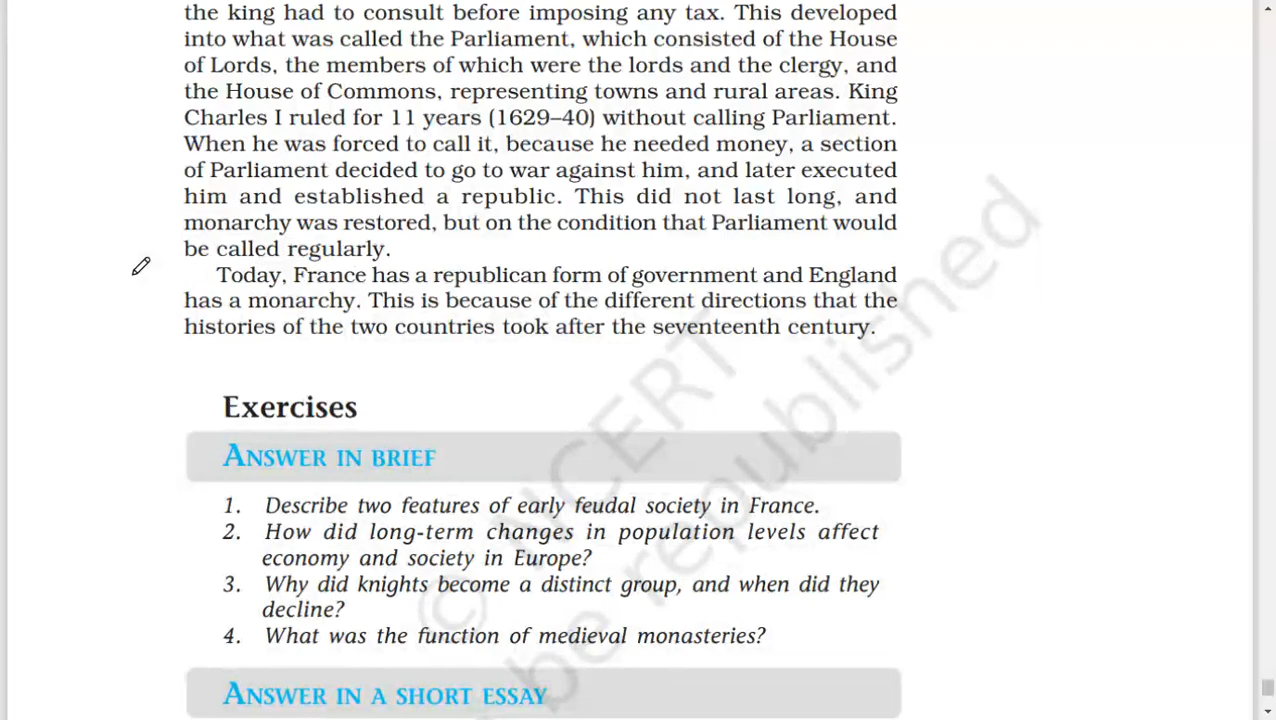 the king had to consult before imposing any tax. This developed
into what was called the Parliament, which consisted of the House
of Lords, the members of which were the lords and the clergy, and
the House of Commons, representing towns and rural areas. King
Charles I ruled for 11 years (1629–40) without calling Parliament.
When he was forced to call it, because he needed money, a section
of Parliament decided to go to war against him, and later executed
him and established a republic. This did not last long, and
monarchy was restored, but on the condition that Parliament would
be called regularly.
Today, France has a republican form of government and England
has a monarchy. This is because of the different directions that the
histories of the two countries took after the seventeenth century.
Exercises
ANSWER IN BRIEF
1. Describe two features of early feudal society in France.
2. How did long-term changes in population levels affect
economy and society in Europe?
3. Why did knights become a distinct group, and when did they
decline?
4. What was the function of medieval monasteries?
ANSWER IN A SHORT ESSAY
© NCERT
be republished